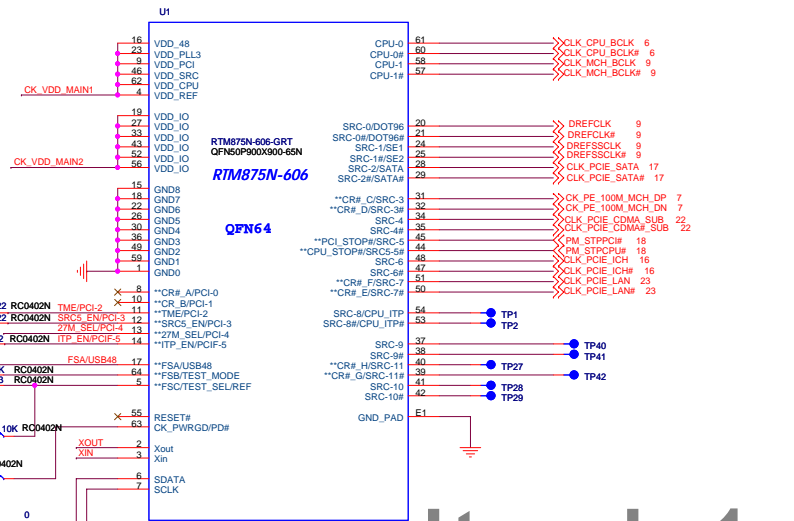 U1
16 VDD_48 CPU-0 61 CLK_CPU_BCLK 6
23 VDD_PLL3 CPU-0# 60 CLK_CPU_BCLK# 6
9 VDD_PCI CPU-1 58 CLK_MCH_BCLK 9
46 VDD_SRC CPU-1# 57 CLK_MCH_BCLK# 9
62 VDD_CPU
CK_VDD_MAIN1 4 VDD_REF
19 VDD_IO
27 VDD_IO SRC-0/DOT96 20 DREFCLK 9
33 VDD_IO SRC-0#/DOT96# 21 DREFCLK# 9
43 VDD_IO RTM875N-606-GRT SRC-1/SE1 24 DREFSSCLK 9
52 VDD_IO QFN50P900X900-65N SRC-1#/SE2 25 DREFSSCLK# 9
CK_VDD_MAIN2 56 VDD_IO SRC-2/SATA 28 CLK_PCIE_SATA 17
RTM875N-606 SRC-2#/SATA# 29 CLK_PCIE_SATA# 17
15 GND8
18 GND7 **CR#_C/SRC-3 31 CK_PE_100M_MCH_DP 7
22 GND6 **CR#_D/SRC-3# 32 CK_PE_100M_MCH_DN 7
26 GND5 SRC-4 34 CLK_PCIE_CDMA_SUB 22
30 GND4 QFN64 SRC-4# 35 CLK_PCIE_CDMA#_SUB 22
36 GND3 **PCI_STOP#/SRC-5 45 PM_STPPCI# 18
49 GND2 **CPU_STOP#/SRC5-5# 44 PM_STPCPU# 18
59 GND1 SRC-6 48 CLK_PCIE_ICH 16
1 GND0 SRC-6# 47 CLK_PCIE_ICH# 16
**CR#_F/SRC-7 51 CLK_PCIE_LAN 23
8 **CR#_A/PCI-0 **CR#_E/SRC-7# 50 CLK_PCIE_LAN# 23
10 **CR_B/PCI-1
22 RC0402N TME/PCI-2 11 **TME/PCI-2 SRC-8/CPU_ITP 54 TP1
22 RC0402N SRC5_EN/PCI-3 12 **SRC5_EN/PCI-3 SRC-8#/CPU_ITP# 53 TP2
27M_SEL/PCI-4 13 **27M_SEL/PCI-4
2 RC0402N ITP_EN/PCIF-5 14 **ITP_EN/PCIF-5 SRC-9 37 TP40
SRC-9# 38 TP41
FSA/USB48 17 **FSA/USB48 **CR#_H/SRC-11 40 TP27
K RC0402N 64 **FSB/TEST_MODE **CR#_G/SRC-11# 39 TP42
3 RC0402N 5 **FSC/TEST_SEL/REF SRC-10 41 TP28
SRC-10# 42 TP29
55 RESET# GND_PAD E1
10K RC0402N 63 CK_PWRGD/PD#
XOUT 2 Xout
XIN 3 Xin
0402N
6 SDATA
7 SCLK
0